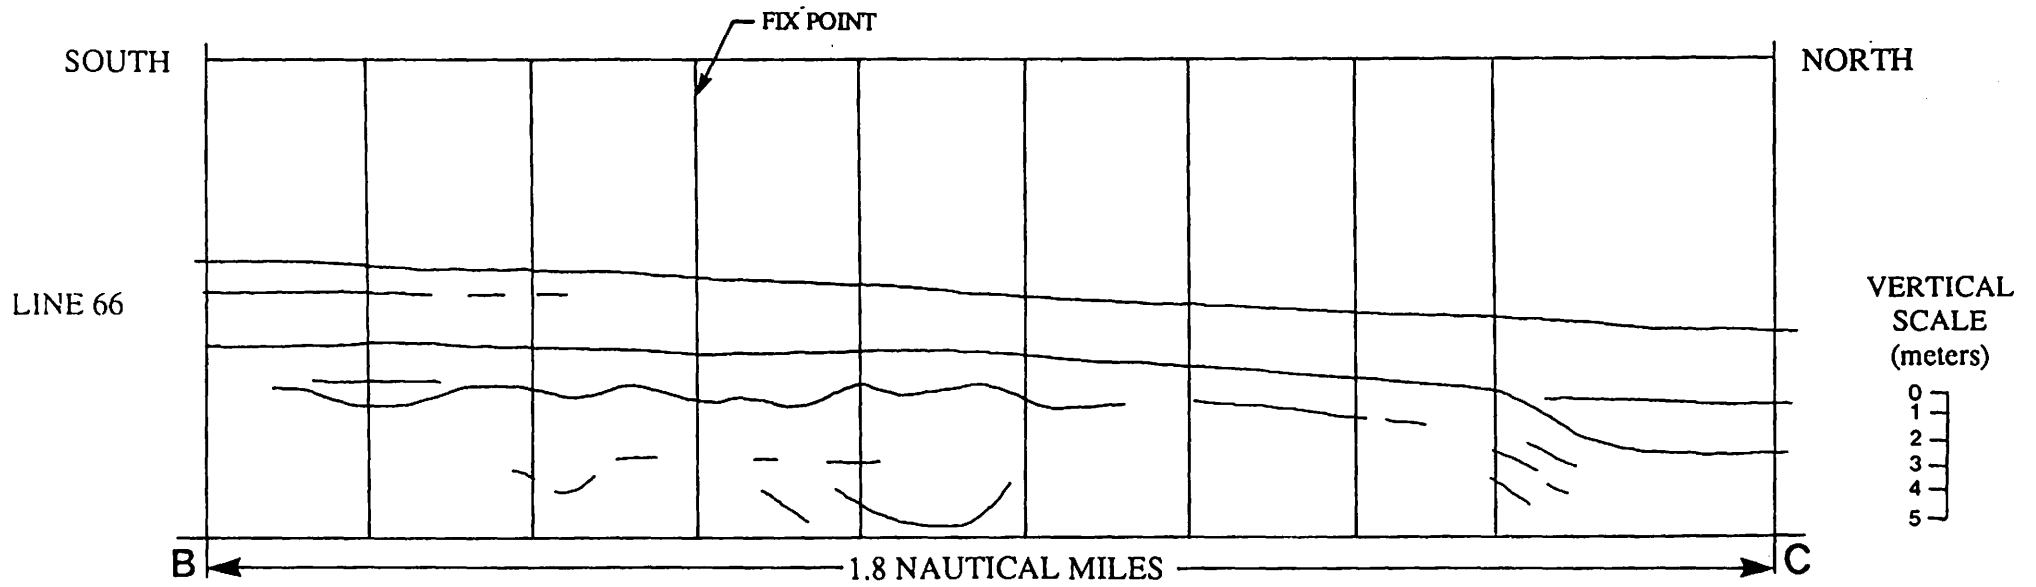 FIX POINT
SOUTH
NORTH
LINE 66
VERTICAL
SCALE
(meters)
0
1
2
3
4
5
B
1.8 NAUTICAL MILES
C